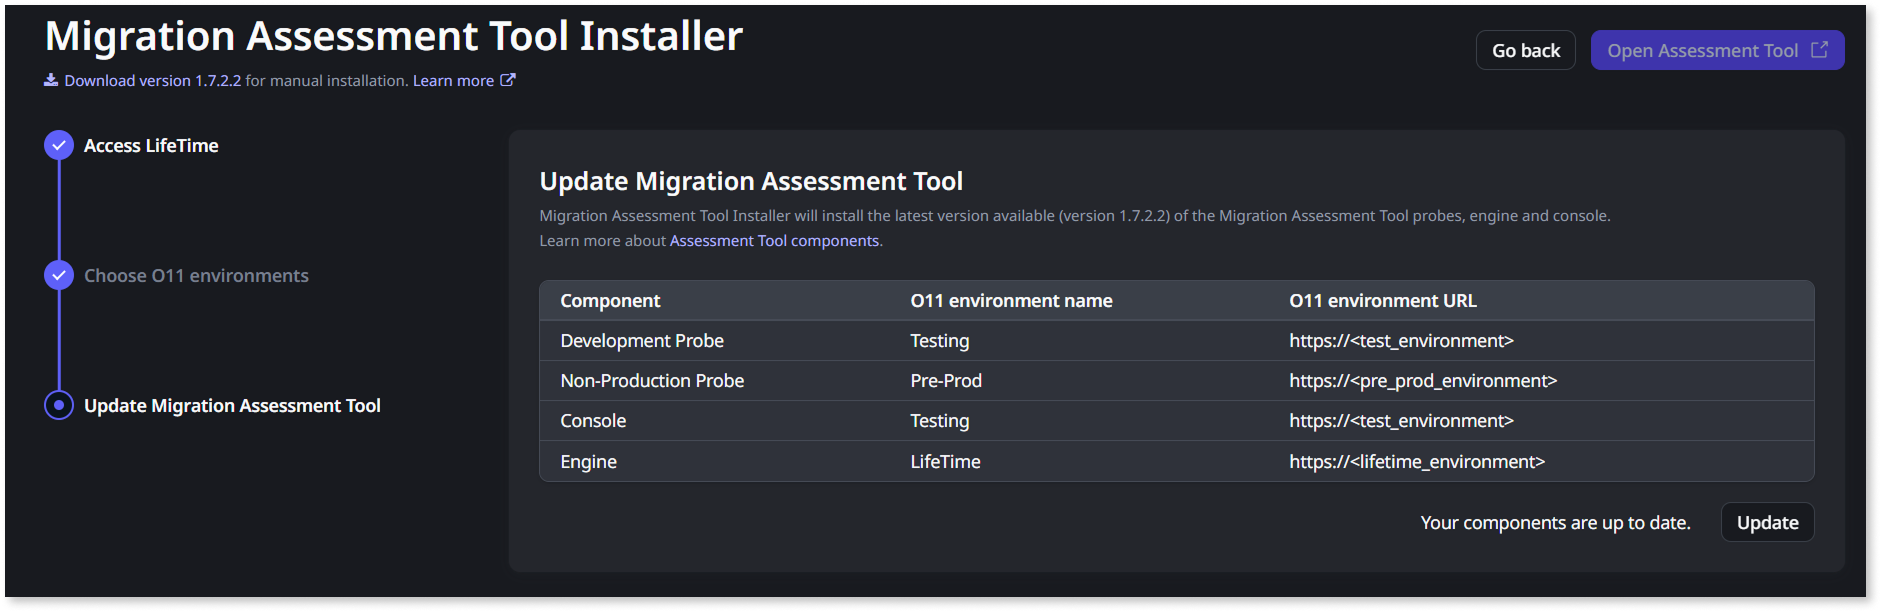 Migration Assessment Tool Installer
Go back
Open Assessment Tool
Download version 1.7.2.2 for manual installation. Learn more
Access LifeTime
Choose O11 environments
Update Migration Assessment Tool
Update Migration Assessment Tool
Migration Assessment Tool Installer will install the latest version available (version 1.7.2.2) of the Migration Assessment Tool probes, engine and console.
Learn more about Assessment Tool components.
Component O11 environment name O11 environment URL
Development Probe Testing https://<test_environment>
Non-Production Probe Pre-Prod https://<pre_prod_environment>
Console Testing https://<test_environment>
Engine LifeTime https://<lifetime_environment>
Your components are up to date. Update